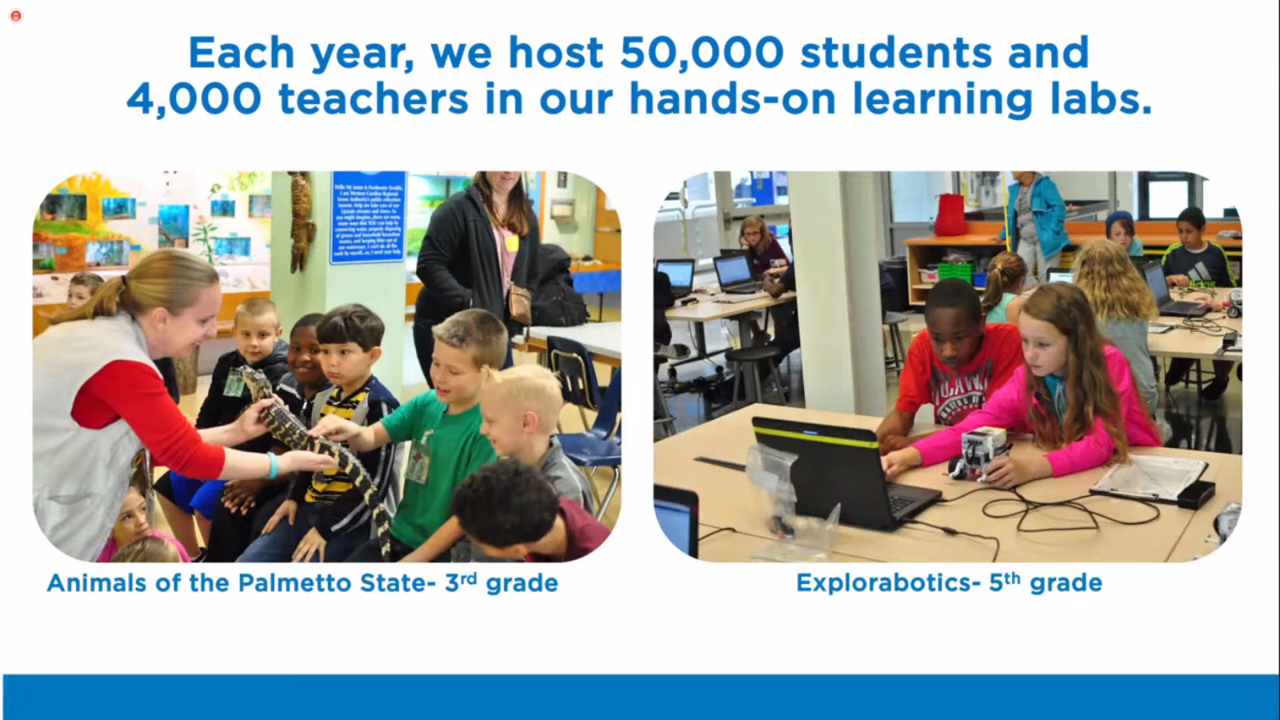 Each year, we host 50,000 students and
4,000 teachers in our hands-on learning labs.
Animals of the Palmetto State- 3rd grade
Explorabotics- 5th grade